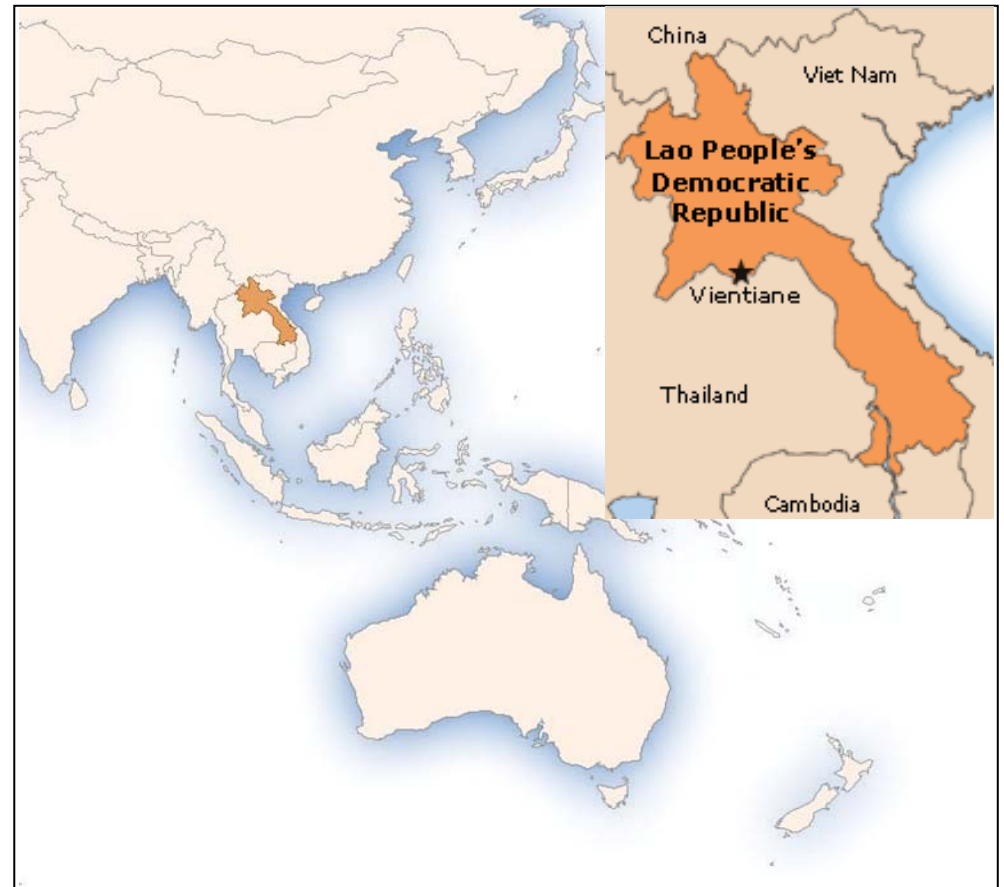 China
Viet Nam
Lao People's
Democratic
Republic
Vientiane
Thailand
Cambodia